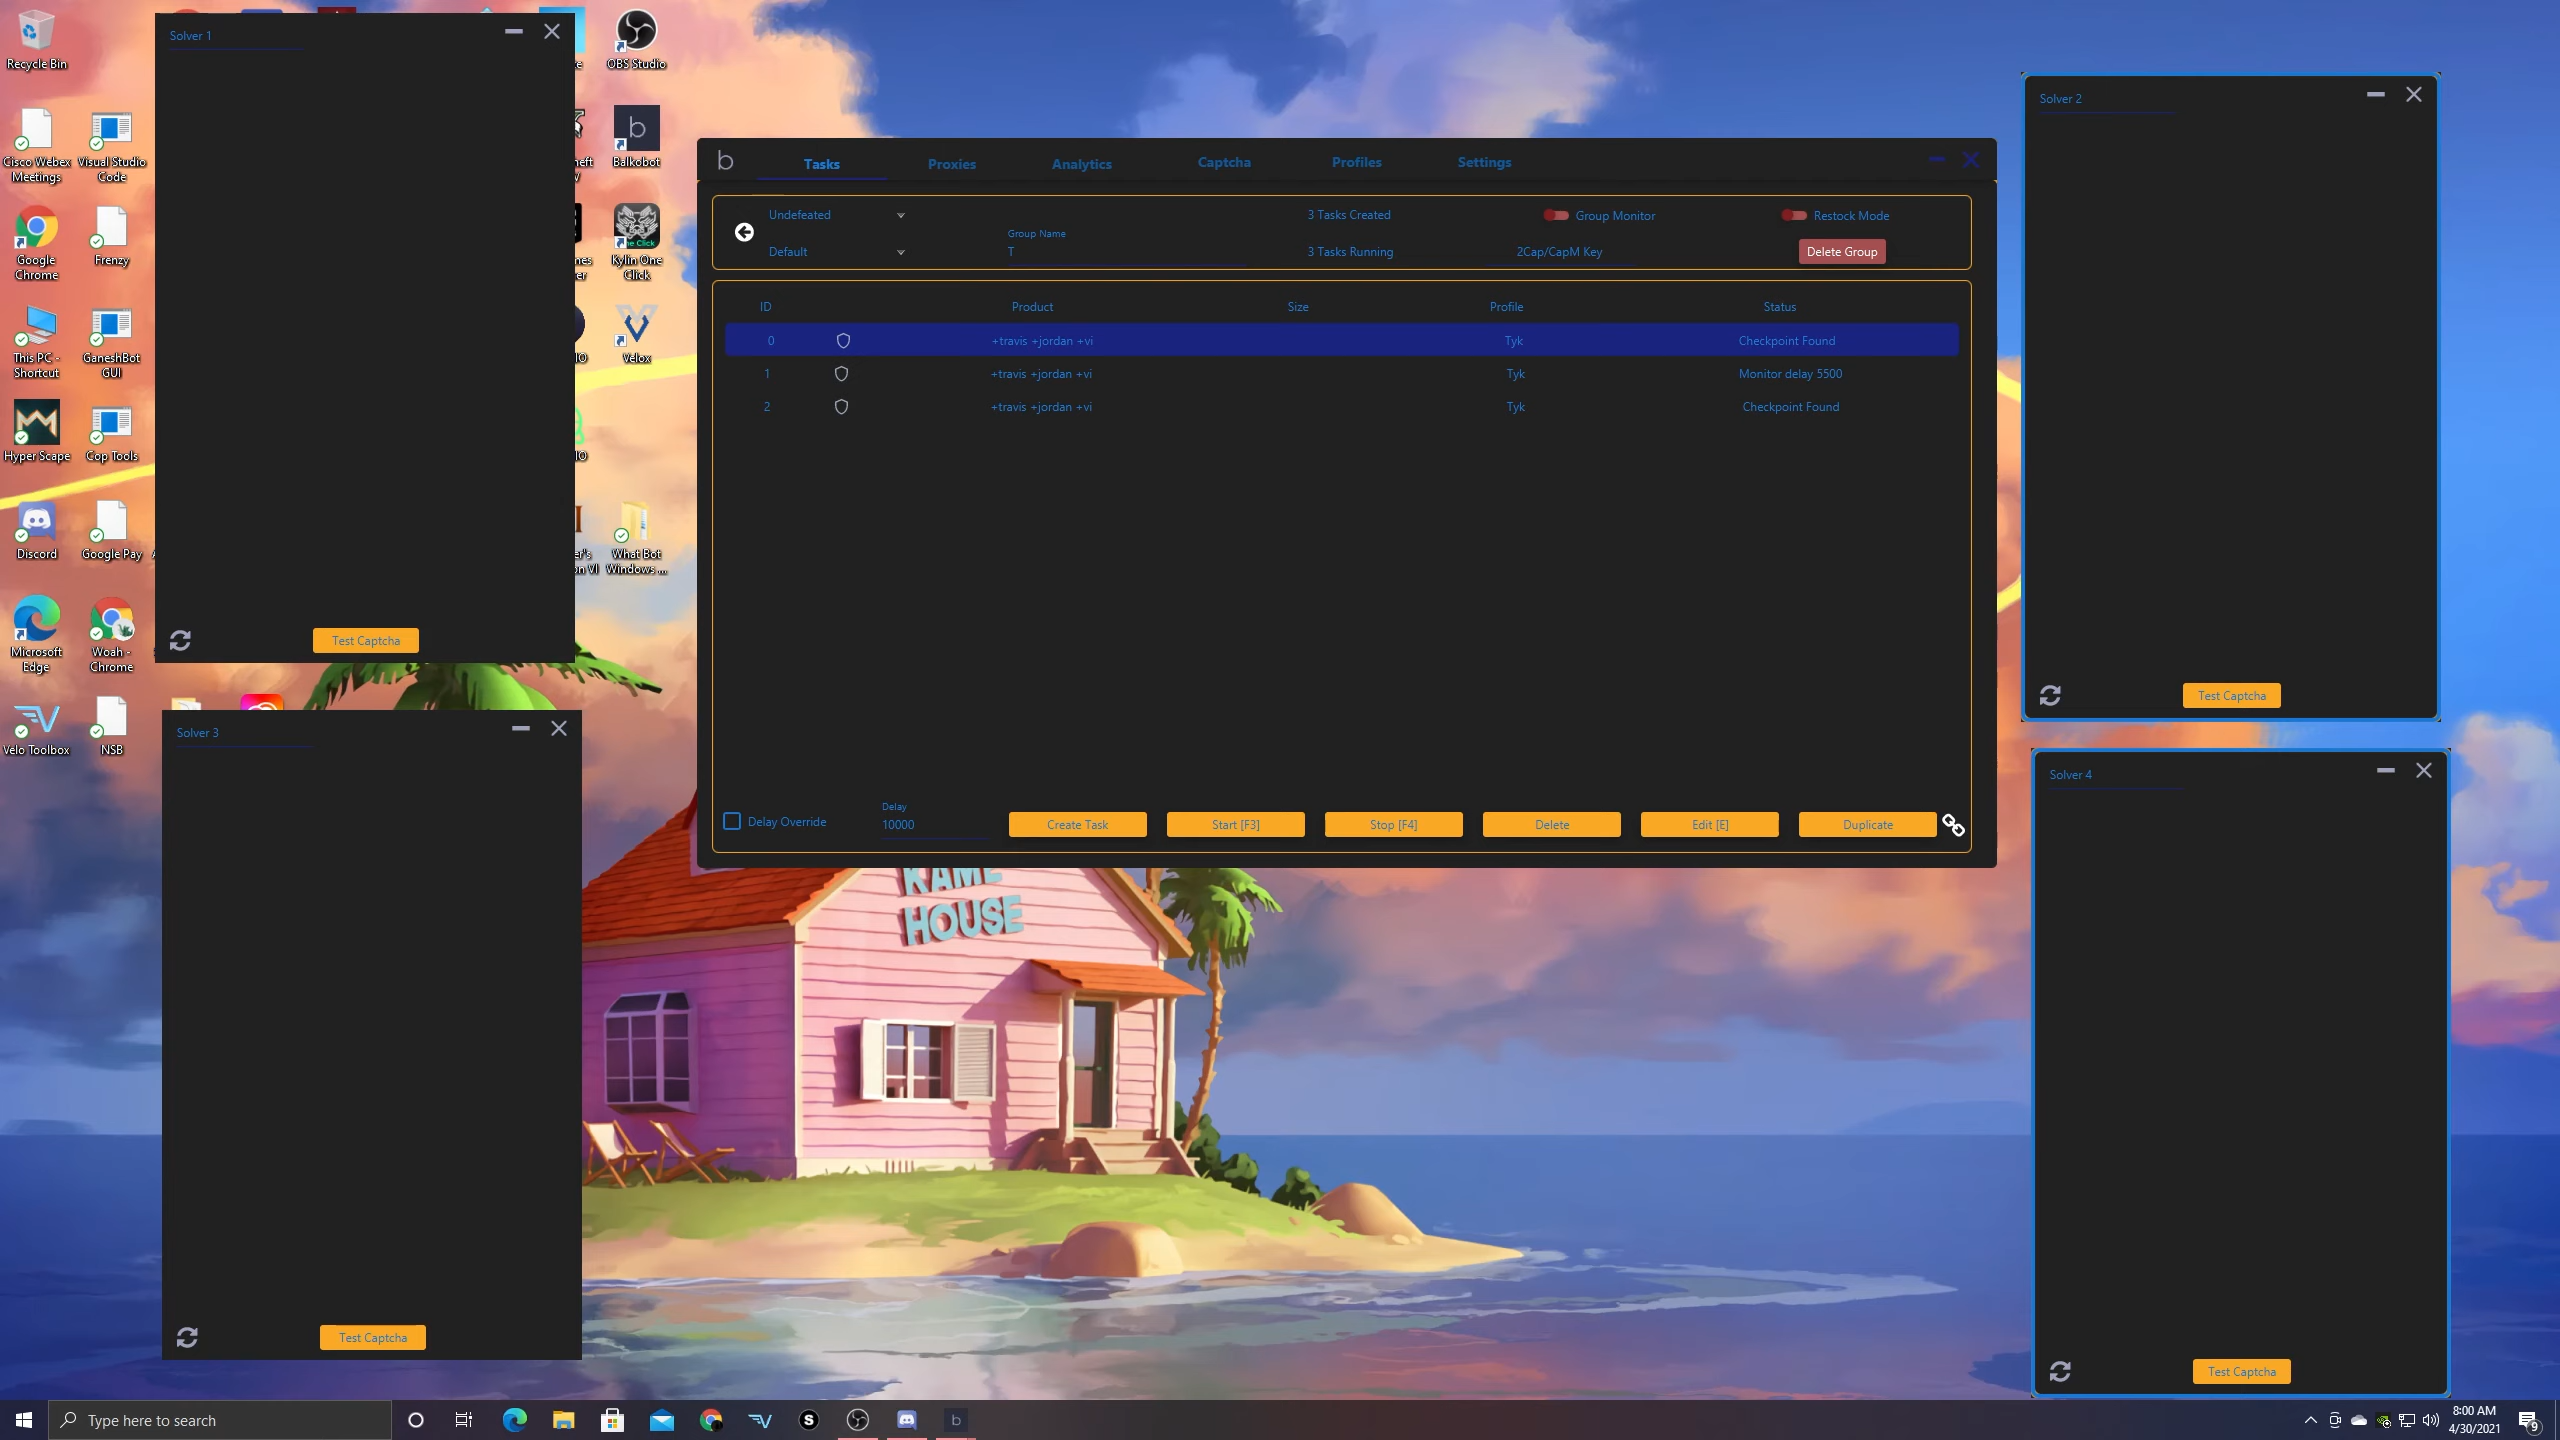 Recycle Bin
Cisco Webex Meetings
Visual Studio Code
Google Chrome
Frenzy
This PC - Shortcut
GaneshBot GUI
Hyper Scape
Cop Tools
Discord
Google Pay
Microsoft Edge
Woah - Chrome
Velo Toolbox
NSB
OBS Studio
Balkobot
Kylin One Click
Velox
What Bot Windows ...
Solver 1
Test Captcha
Solver 3
Test Captcha
b
Tasks
Proxies
Analytics
Captcha
Profiles
Settings
Undefeated
3 Tasks Created
Group Monitor
Restock Mode
Group Name
Default
T
3 Tasks Running
2Cap/CapM Key
Delete Group
ID
Product
Size
Profile
Status
0
+travis +jordan +vi
Tyk
Checkpoint Found
1
+travis +jordan +vi
Tyk
Monitor delay 5500
2
+travis +jordan +vi
Tyk
Checkpoint Found
Delay Override
Delay
10000
Create Task
Start [F3]
Stop [F4]
Delete
Edit [E]
Duplicate
KAME
HOUSE
Solver 2
Test Captcha
Solver 4
Test Captcha
Type here to search
8:00 AM
4/30/2021
9